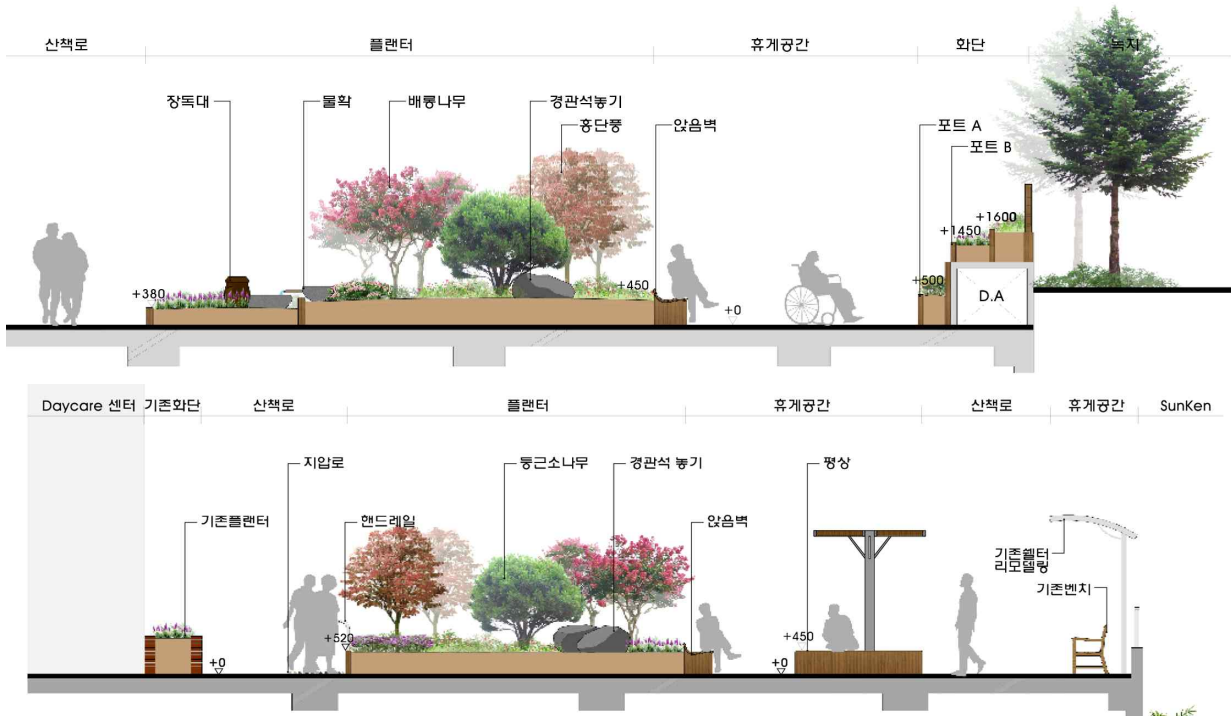 산책로
플랜터
휴게공간
화단
녹지
장독대
물확
배롱나무
경관석놓기
홍단풍
앉음벽
포트 A
포트 B
+1600
+1450
+380
+450
+500
+0
D.A
Daycare 센터
기존화단
산책로
플랜터
휴게공간
산책로
휴게공간
SunKen
지압로
둥근소나무
경관석 놓기
평상
기존플랜터
핸드레일
앉음벽
기존쉘터
리모델링
기존벤치
+520
+450
+0
+0